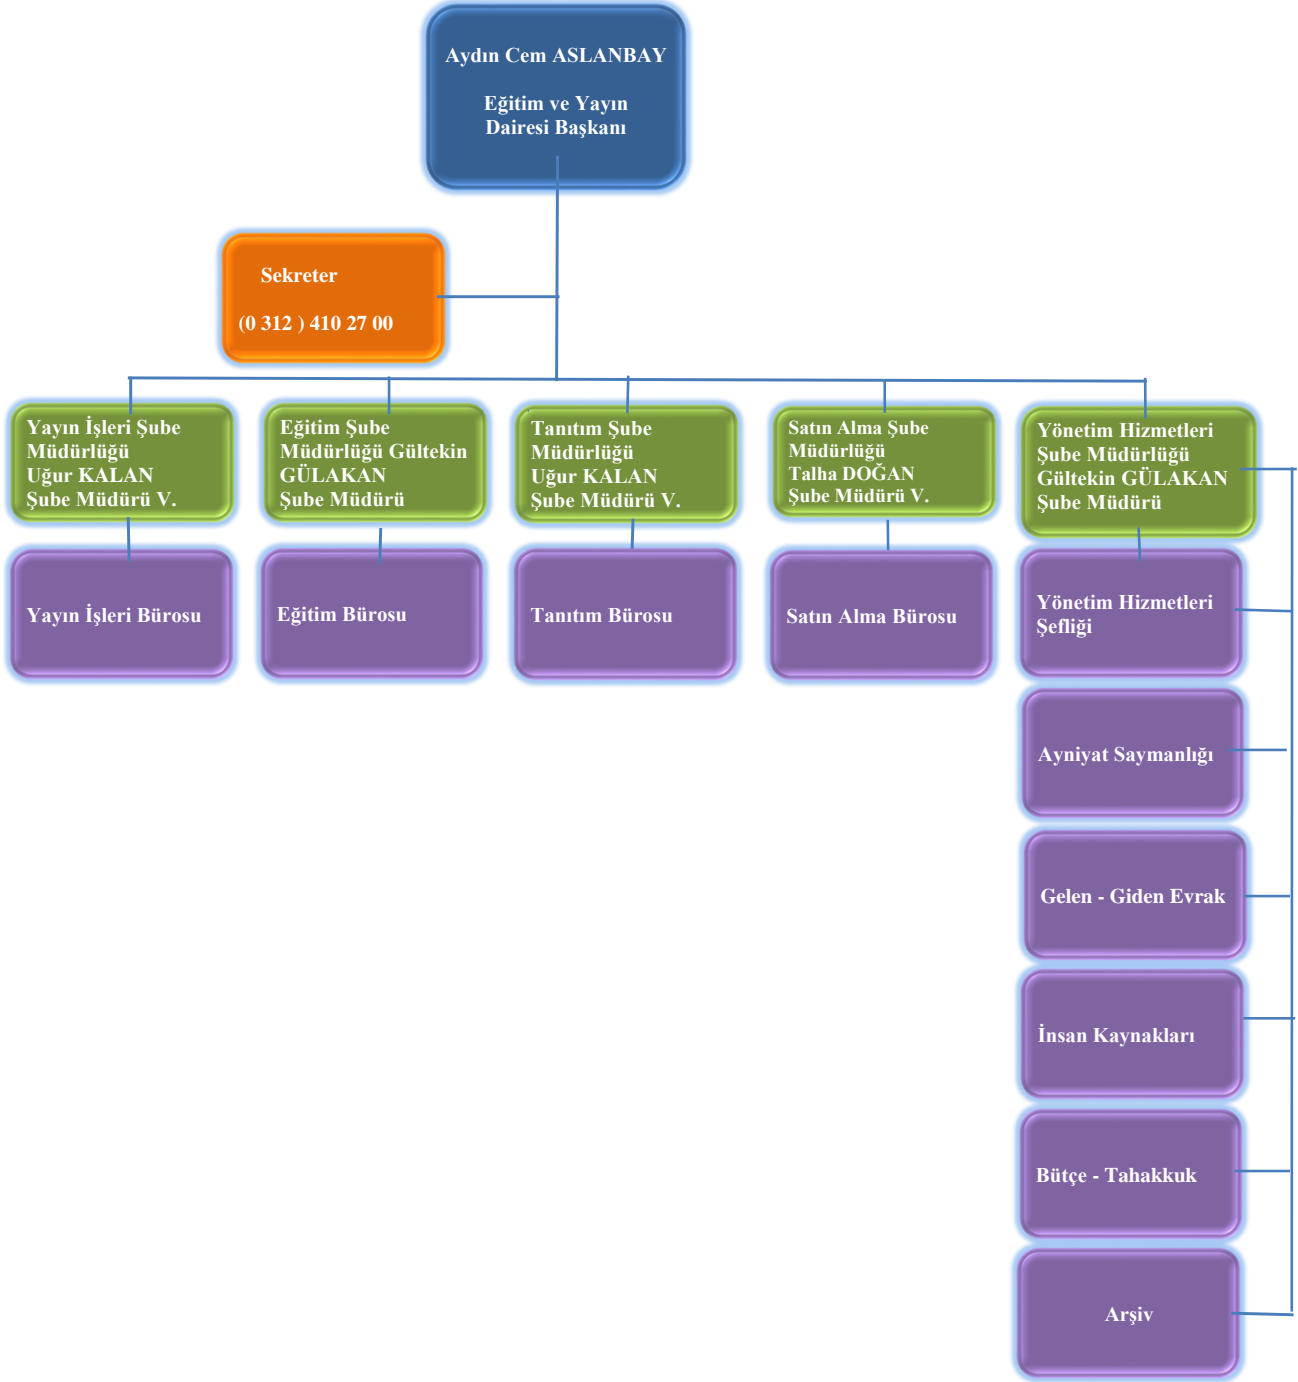 Aydın Cem ASLANBAY
Eğitim ve Yayın
Dairesi Başkanı
Sekreter
(0 312 ) 410 27 00
Yayın İşleri Şube
Müdürlüğü
Uğur KALAN
Şube Müdürü V.
Eğitim Şube
Müdürlüğü Gültekin
GÜLAKAN
Şube Müdürü
Tanıtım Şube
Müdürlüğü
Uğur KALAN
Şube Müdürü V.
Satın Alma Şube
Müdürlüğü
Talha DOĞAN
Şube Müdürü V.
Yönetim Hizmetleri
Şube Müdürlüğü
Gültekin GÜLAKAN
Şube Müdürü
Yayın İşleri Bürosu
Eğitim Bürosu
Tanıtım Bürosu
Satın Alma Bürosu
Yönetim Hizmetleri
Şefliği
Ayniyat Saymanlığı
Gelen - Giden Evrak
İnsan Kaynakları
Bütçe - Tahakkuk
Arşiv